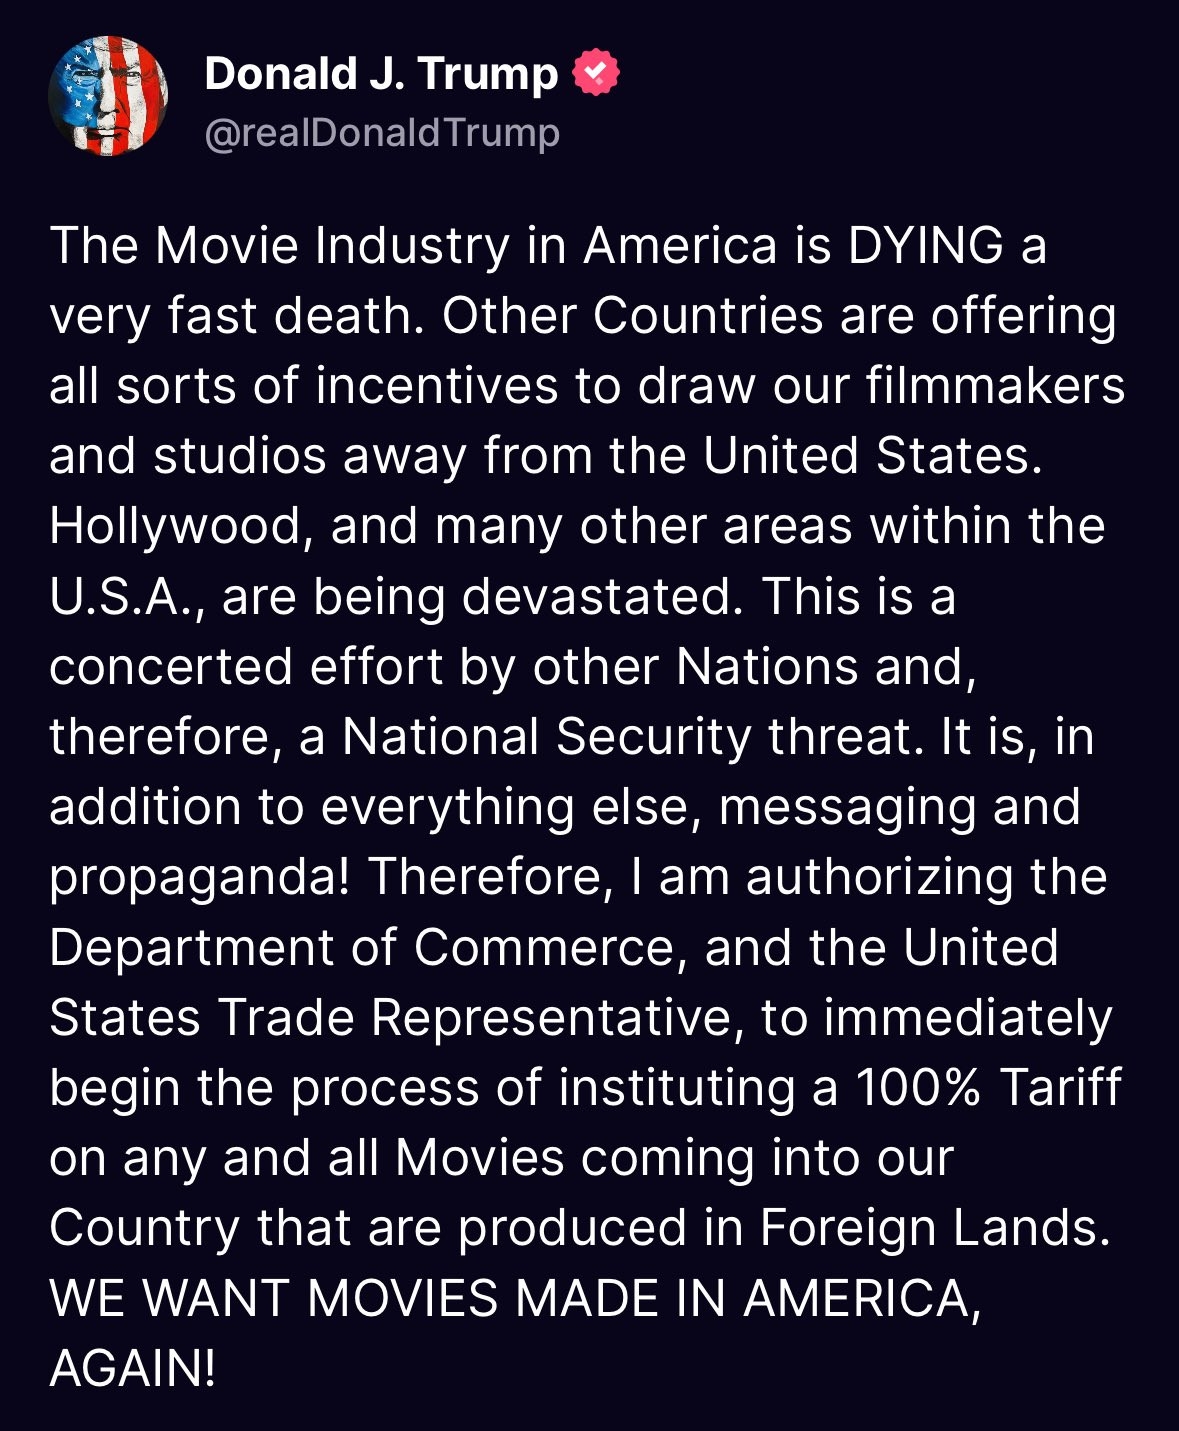 Donald J. Trump
@realDonaldTrump
The Movie Industry in America is DYING a
very fast death. Other Countries are offering
all sorts of incentives to draw our filmmakers
and studios away from the United States.
Hollywood, and many other areas within the
U.S.A., are being devastated. This is a
concerted effort by other Nations and,
therefore, a National Security threat. It is, in
addition to everything else, messaging and
propaganda! Therefore, I am authorizing the
Department of Commerce, and the United
States Trade Representative, to immediately
begin the process of instituting a 100% Tariff
on any and all Movies coming into our
Country that are produced in Foreign Lands.
WE WANT MOVIES MADE IN AMERICA,
AGAIN!